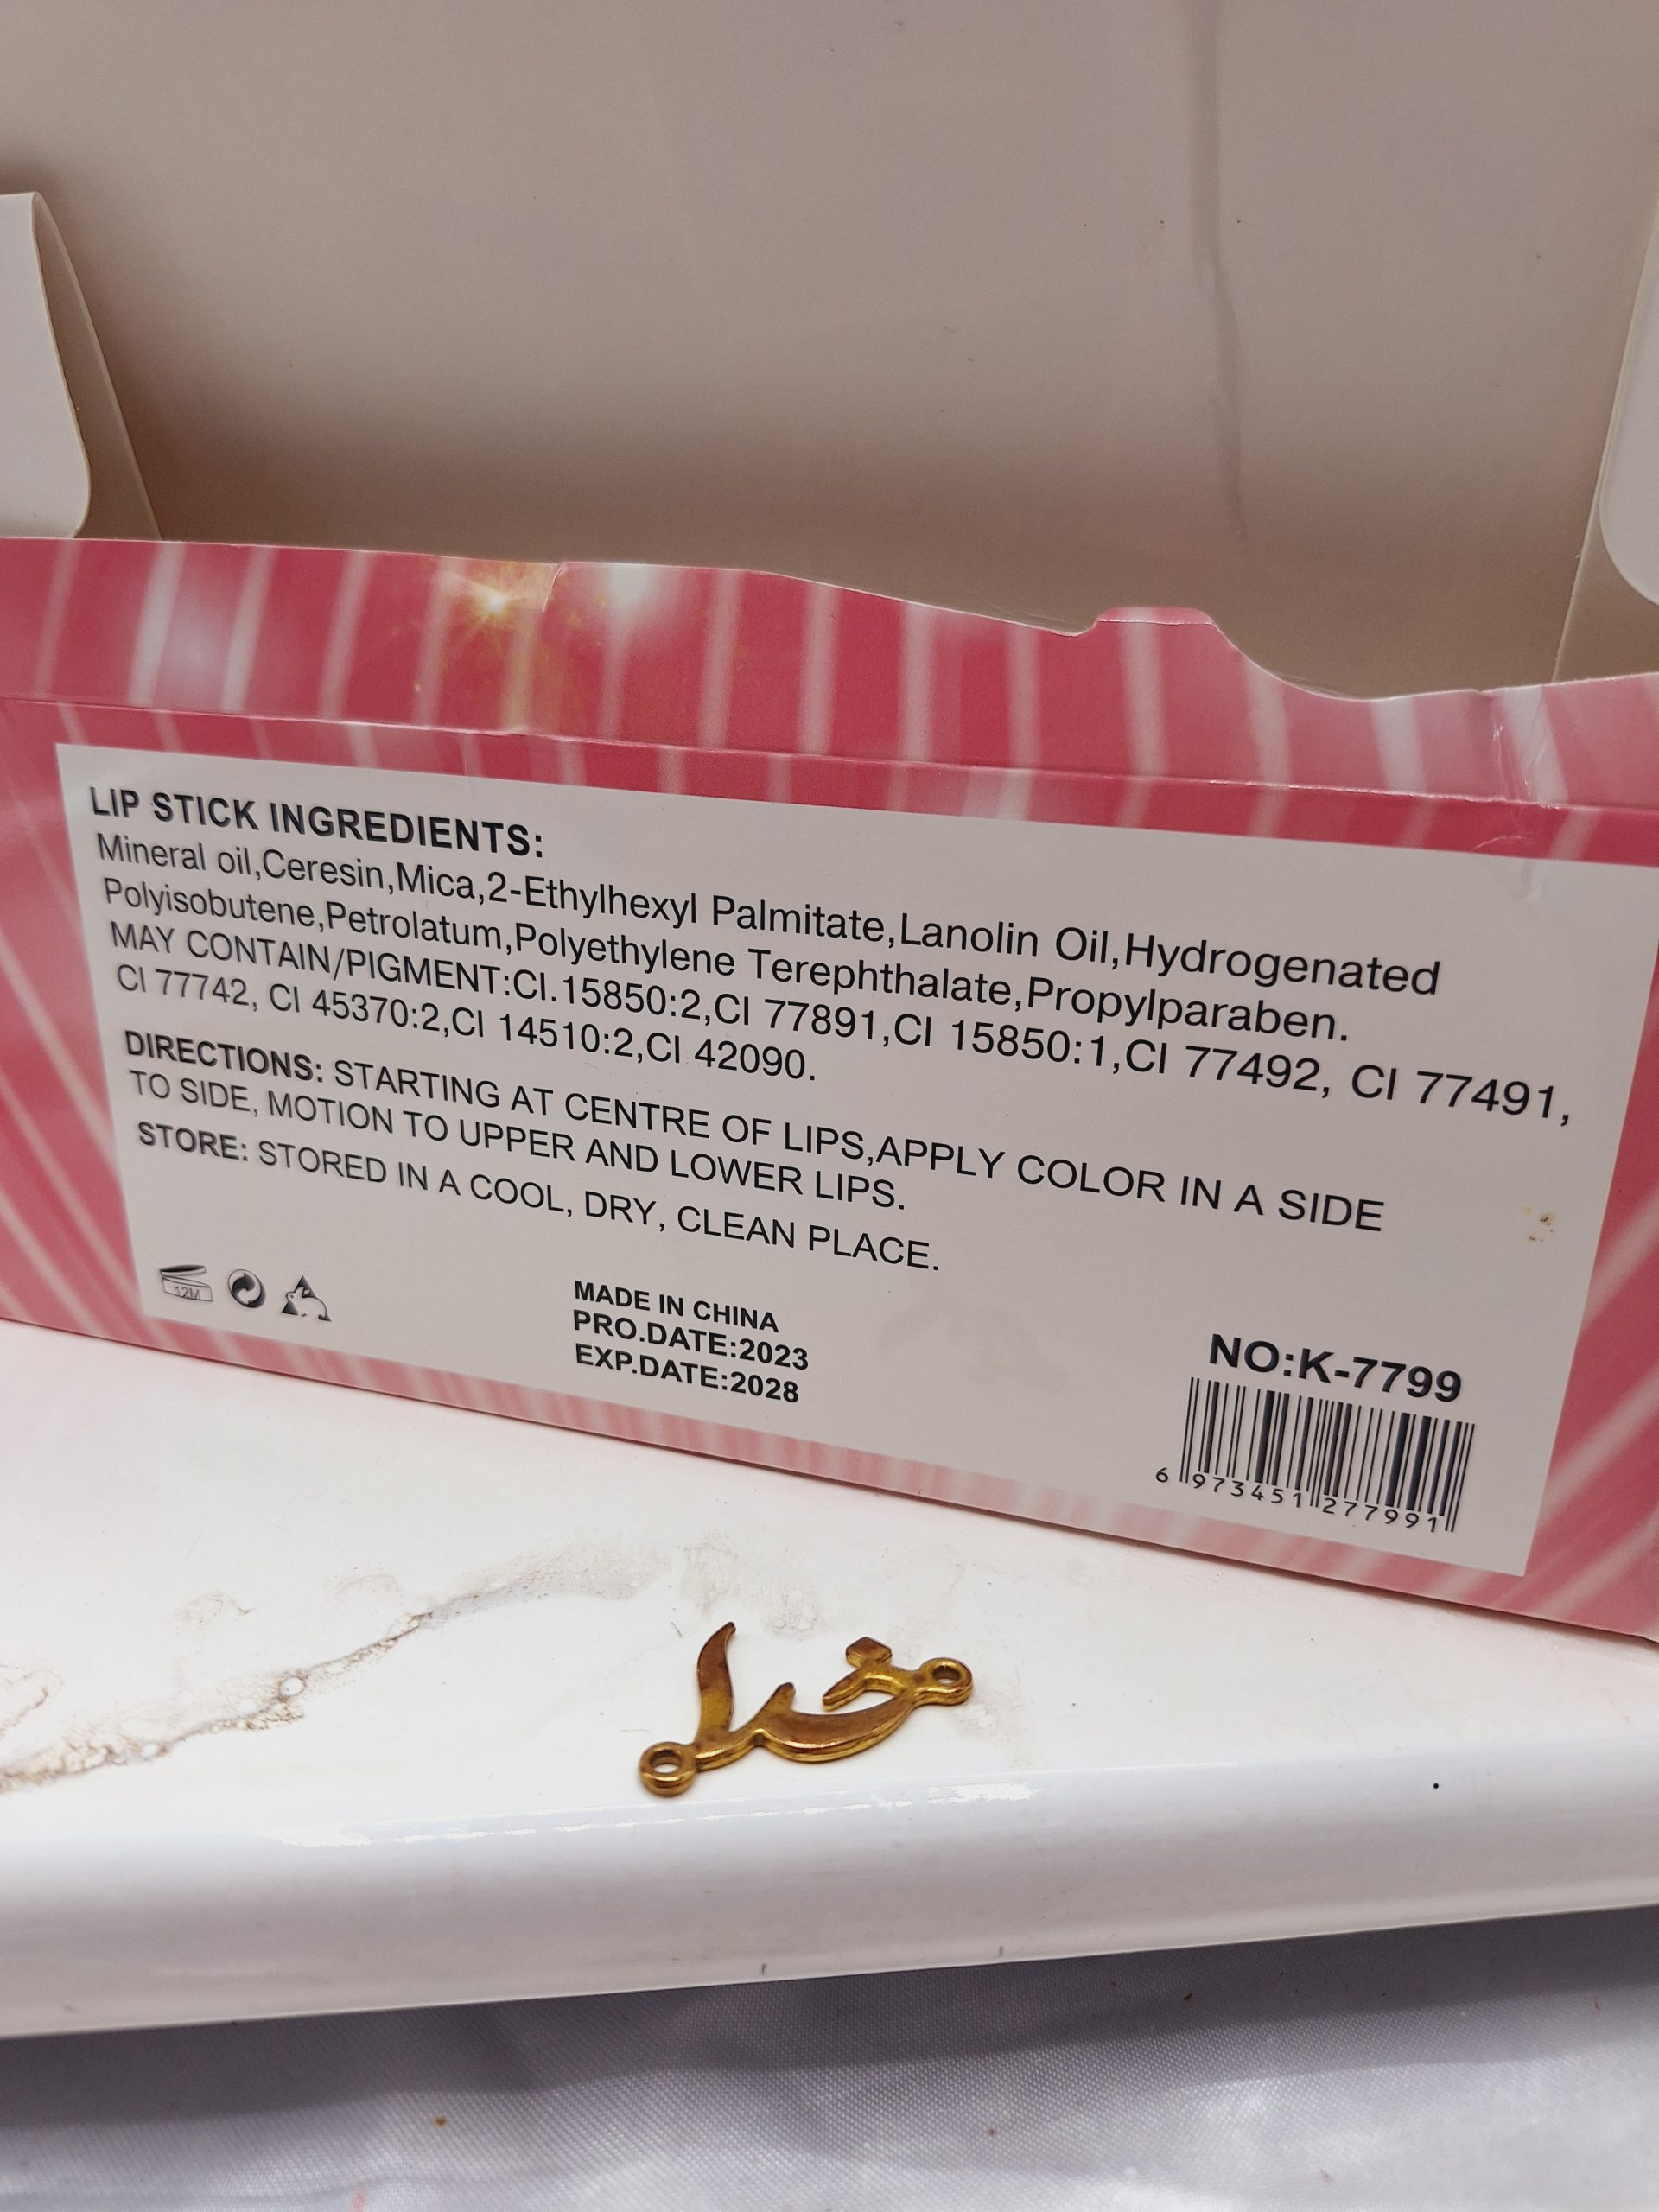 LIP STICK INGREDIENTS:
Mineral oil,Ceresin,Mica,2-Ethylhexyl Palmitate,Lanolin Oil,Hydrogenated
Polyisobutene,Petrolatum,Polyethylene Terephthalate,Propylparaben.
MAY CONTAIN/PIGMENT:CI.15850:2,CI 77891,CI 15850:1,CI 77492, CI 77491,
CI 77742, CI 45370:2,CI 14510:2,CI 42090.
DIRECTIONS: STARTING AT CENTRE OF LIPS,APPLY COLOR IN A SIDE
TO SIDE, MOTION TO UPPER AND LOWER LIPS.
STORE: STORED IN A COOL, DRY, CLEAN PLACE.
12M
MADE IN CHINA
PRO.DATE:2023
EXP.DATE:2028
NO:K-7799
6 973451 277991
خدا